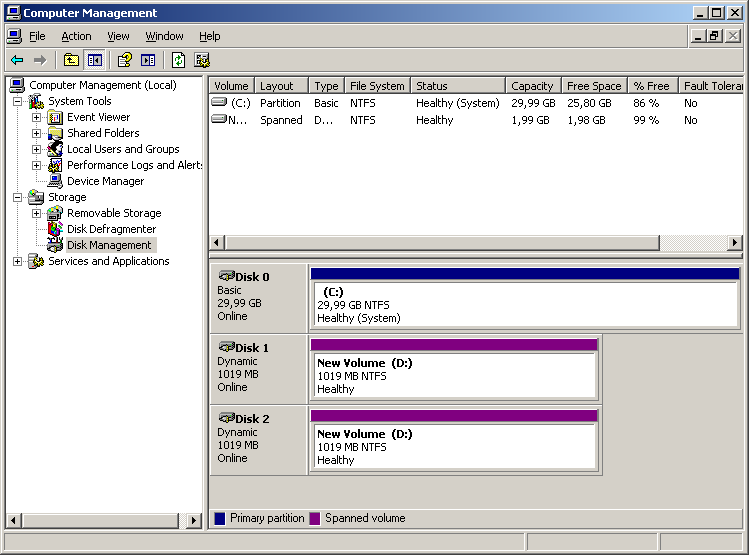 Computer Management
File Action View Window Help
Computer Management (Local)
System Tools
Event Viewer
Shared Folders
Local Users and Groups
Performance Logs and Alerts
Device Manager
Storage
Removable Storage
Disk Defragmenter
Disk Management
Services and Applications
Volume Layout Type File System Status Capacity Free Space % Free Fault Toleran
(C:) Partition Basic NTFS Healthy (System) 29,99 GB 25,80 GB 86 % No
N... Spanned D... NTFS Healthy 1,99 GB 1,98 GB 99 % No
Disk 0
Basic
29,99 GB
Online
(C:)
29,99 GB NTFS
Healthy (System)
Disk 1
Dynamic
1019 MB
Online
New Volume (D:)
1019 MB NTFS
Healthy
Disk 2
Dynamic
1019 MB
Online
New Volume (D:)
1019 MB NTFS
Healthy
Primary partition Spanned volume